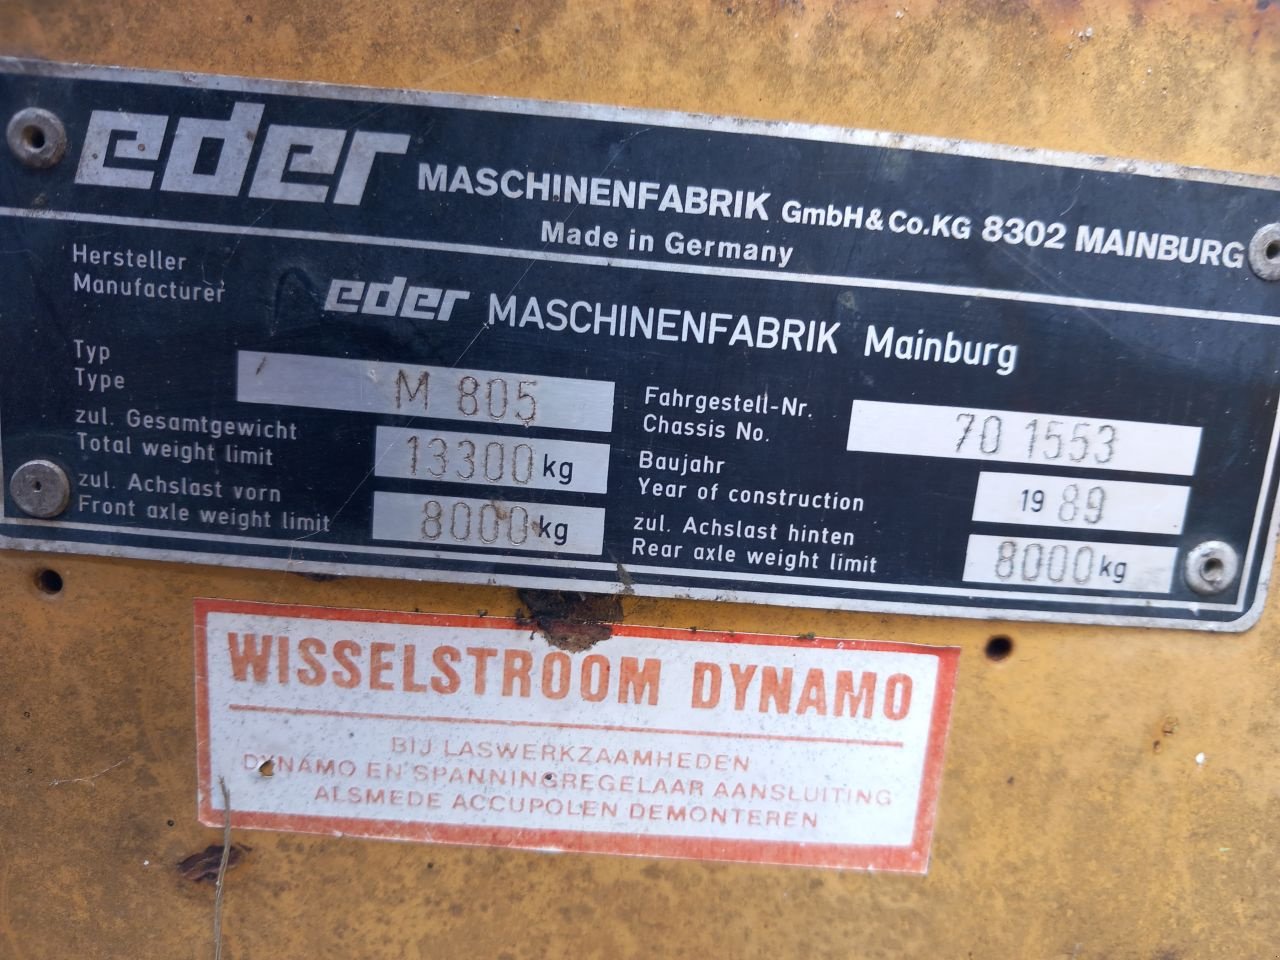 eder MASCHINENFABRIK GmbH & Co.KG 8302 MAINBURG
Made in Germany
Hersteller
Manufacturer
eder MASCHINENFABRIK Mainburg
Typ
Type
M 805
zul. Gesamtgewicht
Total weight limit
13300 kg
zul. Achslast vorn
Front axle weight limit
8000 kg
Fahrgestell-Nr.
Chassis No.
70 1553
Baujahr
Year of construction
19 89
zul. Achslast hinten
Rear axle weight limit
8000 kg
WISSELSTROOM DYNAMO
BIJ LASWERKZAAMHEDEN
DYNAMO EN SPANNINGSREGELAAR AANSLUITING
ALSMEDE ACCUPOLEN DEMONTEREN